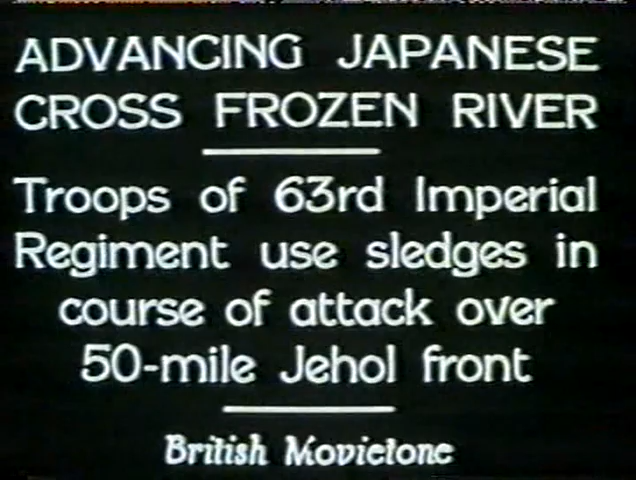 ADVANCING JAPANESE
CROSS FROZEN RIVER
Troops of 63rd Imperial
Regiment use sledges in
course of attack over
50-mile Jehol front
British Movietone